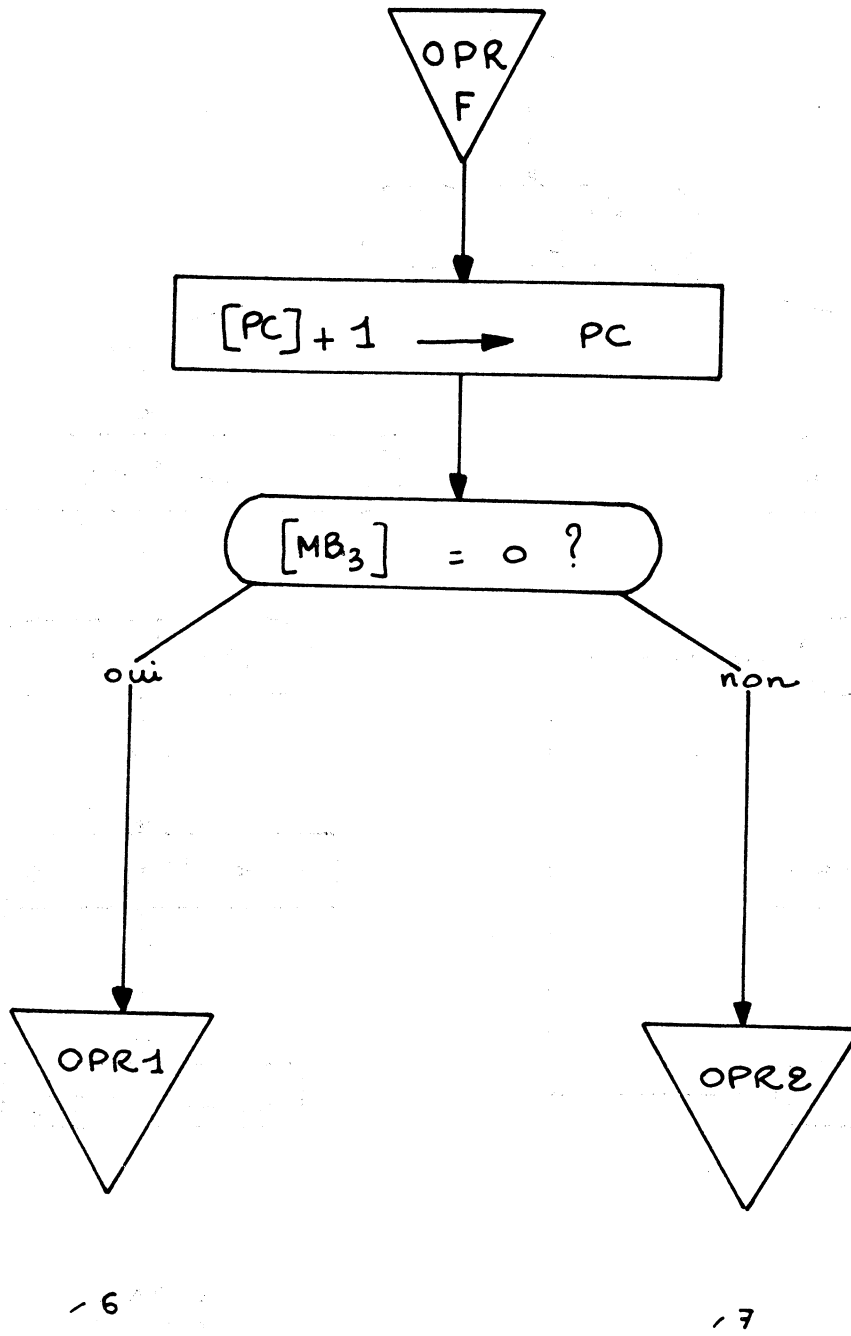 OPR
F
[PC] + 1 → PC
[MB₃] = 0 ?
oui
non
OPR1
OPR2
6
7